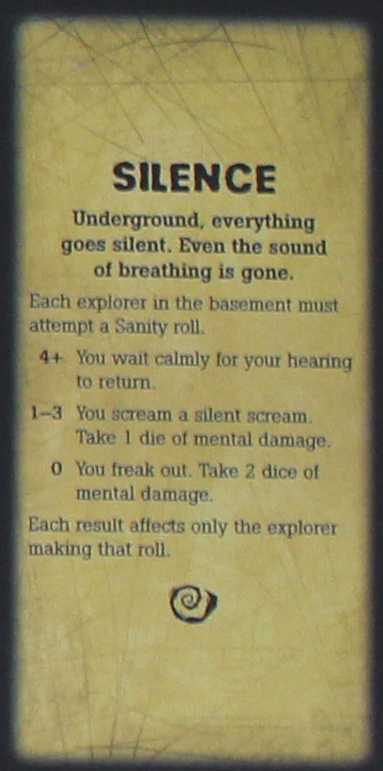 SILENCE
Underground, everything
goes silent. Even the sound
of breathing is gone.
Each explorer in the basement must
attempt a Sanity roll.
4+ You wait calmly for your hearing
to return.
1–3 You scream a silent scream.
Take 1 die of mental damage.
0 You freak out. Take 2 dice of
mental damage.
Each result affects only the explorer
making that roll.